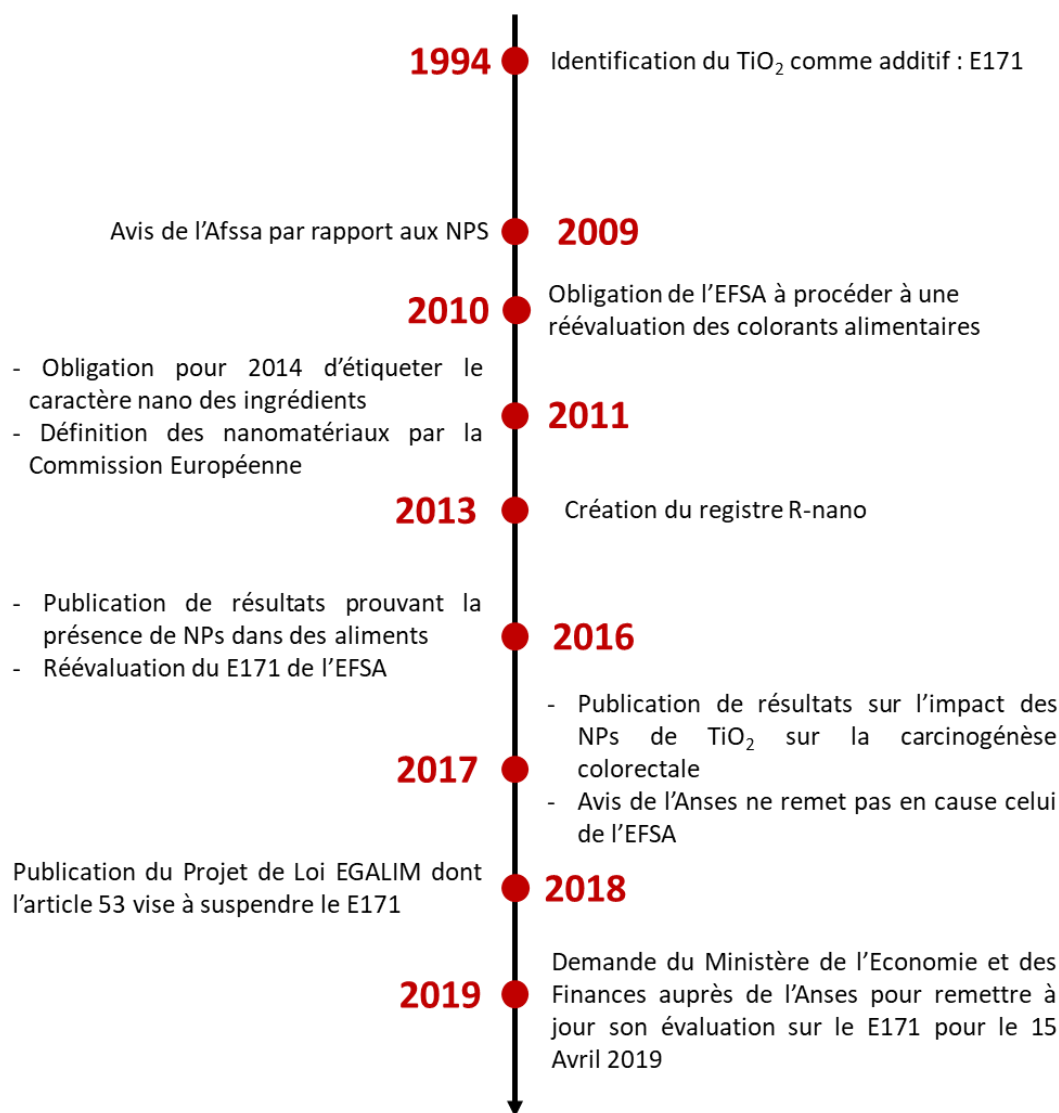 1994
Identification du TiO₂ comme additif : E171
Avis de l'Afssa par rapport aux NPS
2009
2010
Obligation de l'EFSA à procéder à une
réévaluation des colorants alimentaires
- Obligation pour 2014 d'étiqueter le
caractère nano des ingrédients
- Définition des nanomatériaux par la
Commission Européenne
2011
2013
Création du registre R-nano
- Publication de résultats prouvant la
présence de NPs dans des aliments
- Réévaluation du E171 de l'EFSA
2016
2017
- Publication de résultats sur l'impact des
NPs de TiO₂ sur la carcinogénèse
colorectale
- Avis de l'Anses ne remet pas en cause celui
de l'EFSA
Publication du Projet de Loi EGALIM dont
l'article 53 vise à suspendre le E171
2018
2019
Demande du Ministère de l'Economie et des
Finances auprès de l'Anses pour remettre à
jour son évaluation sur le E171 pour le 15
Avril 2019